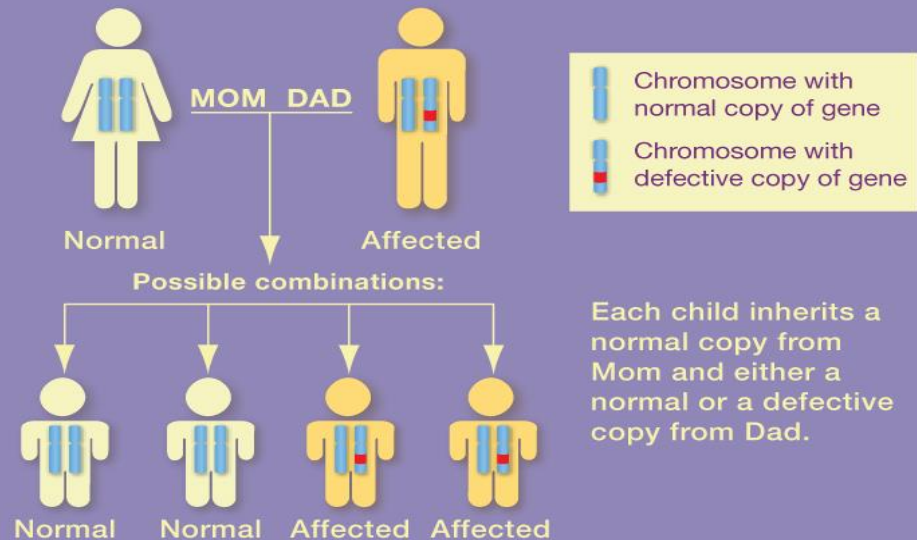 MOM DAD
Normal
Affected
Chromosome with
normal copy of gene
Chromosome with
defective copy of gene
Possible combinations:
Each child inherits a
normal copy from
Mom and either a
normal or a defective
copy from Dad.
Normal
Normal
Affected
Affected